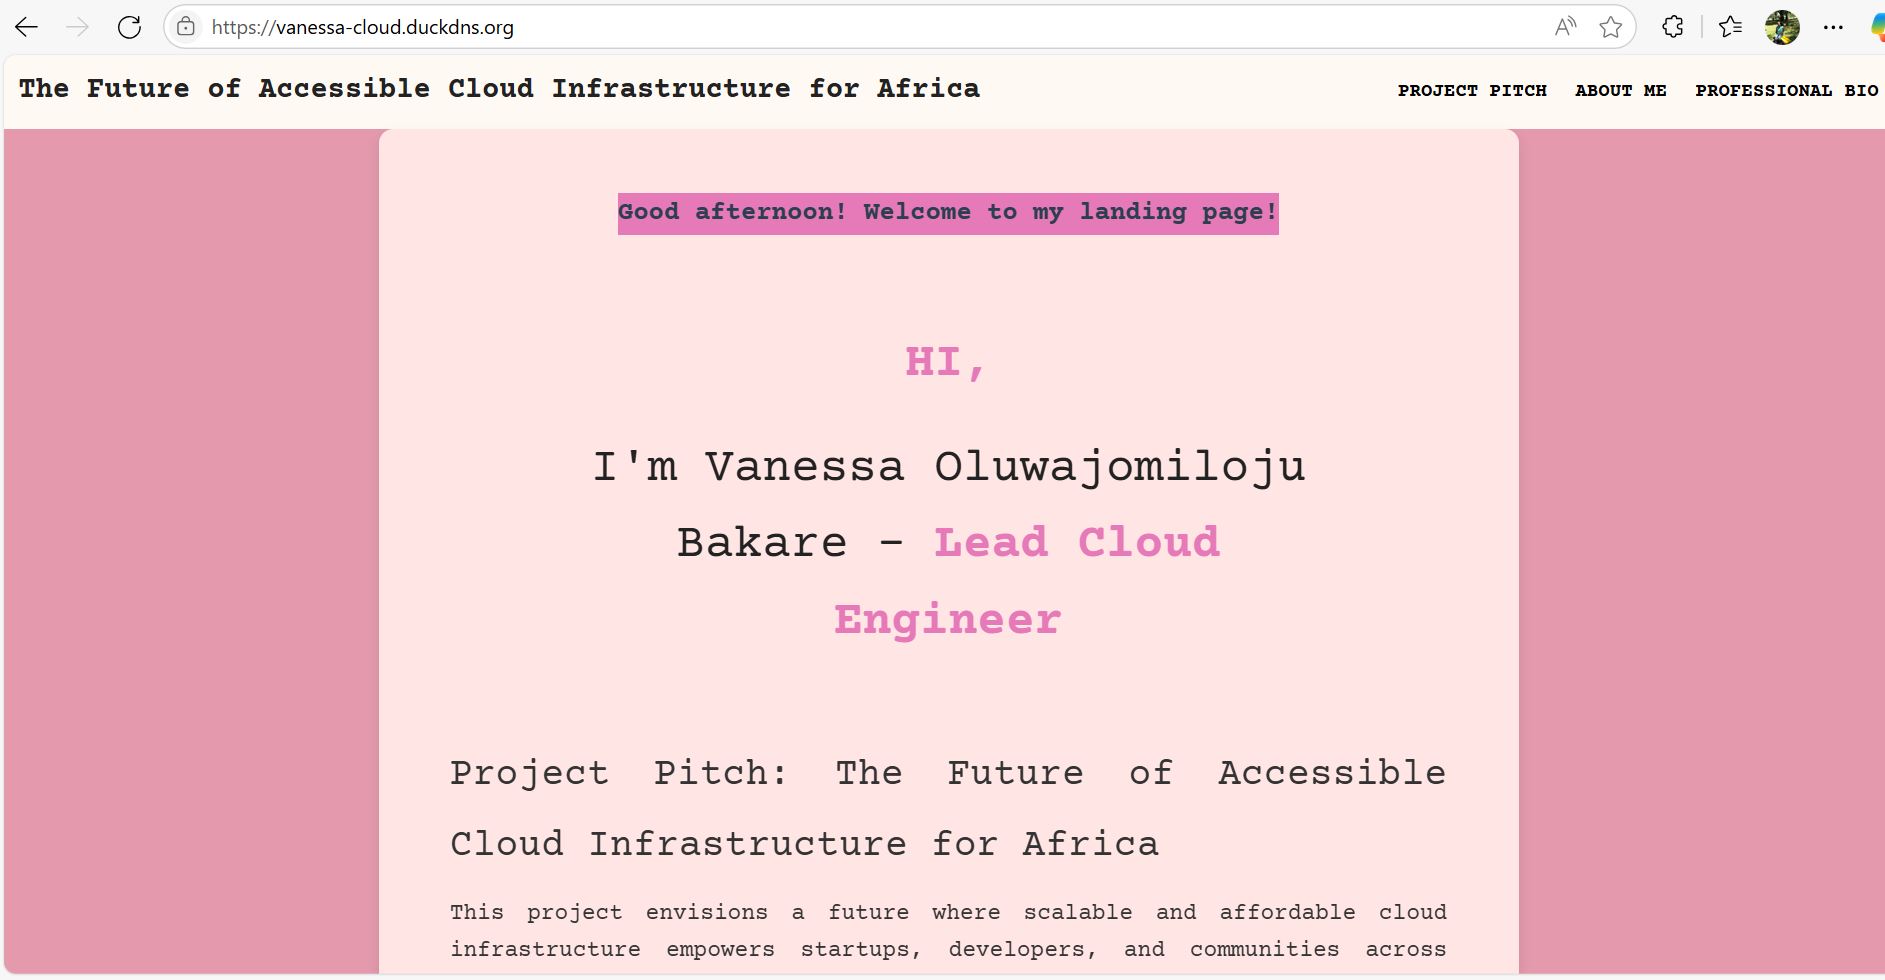 https://vanessa-cloud.duckdns.org
The Future of Accessible Cloud Infrastructure for Africa
PROJECT PITCH ABOUT ME PROFESSIONAL BIO
Good afternoon! Welcome to my landing page!
HI,
I'm Vanessa Oluwajomiloju
Bakare - Lead Cloud
Engineer
Project Pitch: The Future of Accessible
Cloud Infrastructure for Africa
This project envisions a future where scalable and affordable cloud
infrastructure empowers startups, developers, and communities across